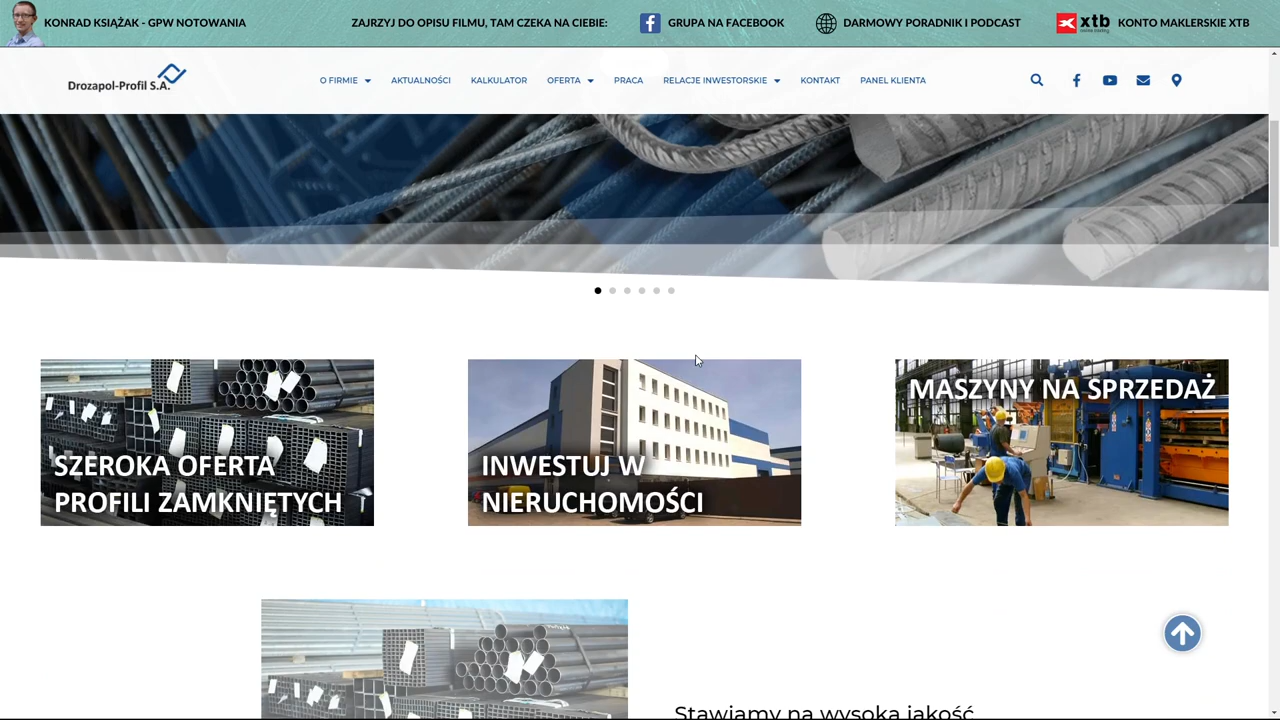 KONRAD KSIĄŻAK - GPW NOTOWANIA
ZAJRZYJ DO OPISU FILMU, TAM CZEKA NA CIEBIE:
GRUPA NA FACEBOOK
DARMOWY PORADNIK I PODCAST
xtb
online trading
KONTO MAKLERSKIE XTB
Drozapol-Profil S.A.
O FIRMIE
AKTUALNOŚCI
KALKULATOR
OFERTA
PRACA
RELACJE INWESTORSKIE
KONTAKT
PANEL KLIENTA
SZEROKA OFERTA
PROFILI ZAMKNIĘTYCH
INWESTUJ W
NIERUCHOMOŚCI
MASZYNY NA SPRZEDAŻ
Stawiamy na wysoką jakość